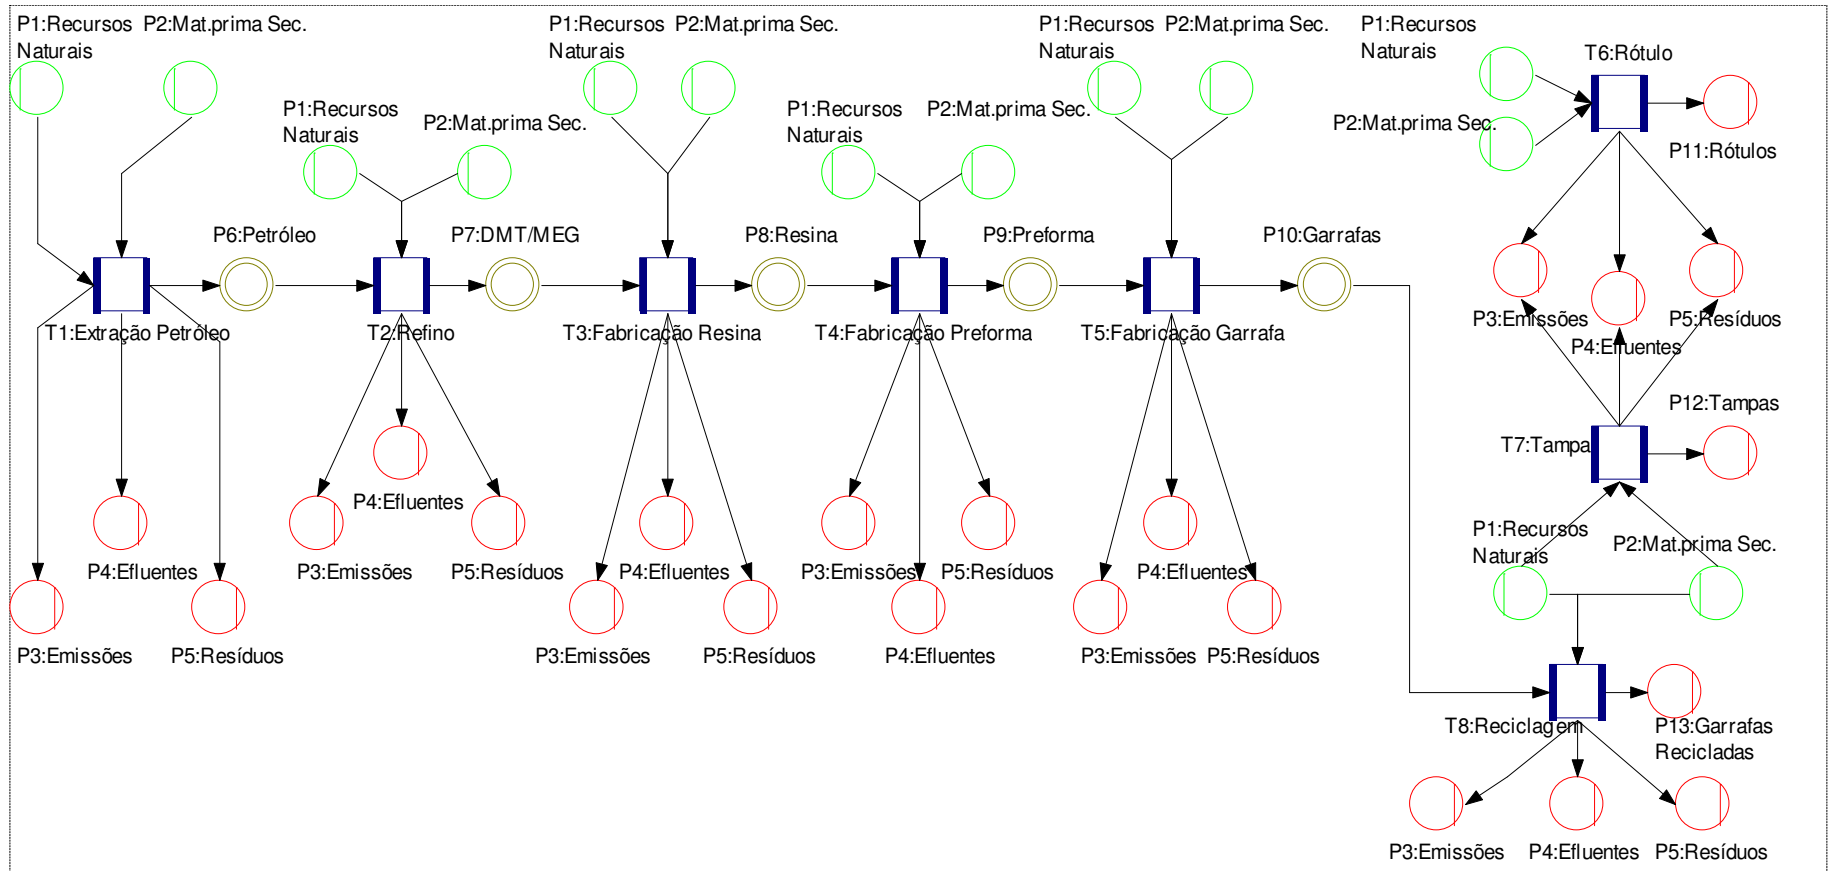 P1:Recursos
Naturais
P2:Mat.prima Sec.
P1:Recursos
Naturais
P2:Mat.prima Sec.
P1:Recursos
Naturais
P2:Mat.prima Sec.
P1:Recursos
Naturais
T6:Rótulo
P1:Recursos
Naturais
P2:Mat.prima Sec.
P1:Recursos
Naturais
P2:Mat.prima Sec.
P2:Mat.prima Sec.
P11:Rótulos
P6:Petróleo
P7:DMT/MEG
P8:Resina
P9:Preforma
P10:Garrafas
T1:Extração Petróleo
T2:Refino
T3:Fabricação Resina
T4:Fabricação Preforma
T5:Fabricação Garrafa
P3:Emissões
P4:Efluentes
P5:Resíduos
P12:Tampas
T7:Tampa
P4:Efluentes
P1:Recursos
Naturais
P2:Mat.prima Sec.
P4:Efluentes
P3:Emissões
P5:Resíduos
P4:Efluentes
P3:Emissões
P5:Resíduos
P4:Efluentes
P3:Emissões
P5:Resíduos
P3:Emissões
P5:Resíduos
P4:Efluentes
P3:Emissões
P5:Resíduos
T8:Reciclagem
P13:Garrafas
Recicladas
P3:Emissões
P4:Efluentes
P5:Resíduos